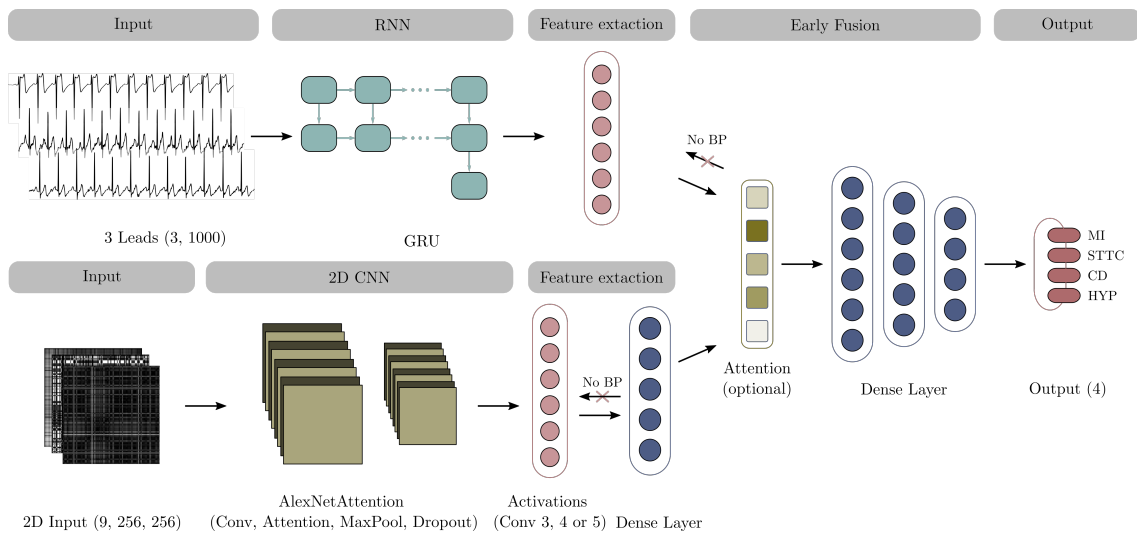 Input
RNN
Feature extaction
Early Fusion
Output
No BP
3 Leads (3, 1000)
GRU
MI
STTC
CD
HYP
Input
2D CNN
Feature extaction
No BP
Attention
(optional)
Dense Layer
Output (4)
2D Input (9, 256, 256)
AlexNetAttention
(Conv, Attention, MaxPool, Dropout)
Activations
(Conv 3, 4 or 5)
Dense Layer